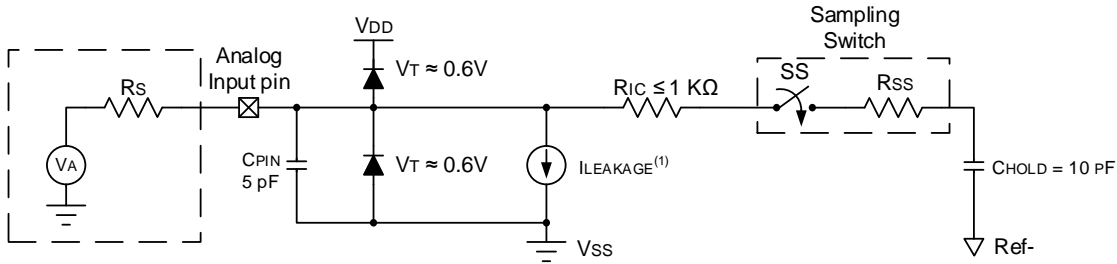 Sampling
Switch
VDD
Analog
Input pin
VT ≈ 0.6V
RS
RIC ≤ 1 KΩ
SS
RSS
VA
CPIN
5 pF
VT ≈ 0.6V
ILEAKAGE(1)
CHOLD = 10 PF
VSS
Ref-